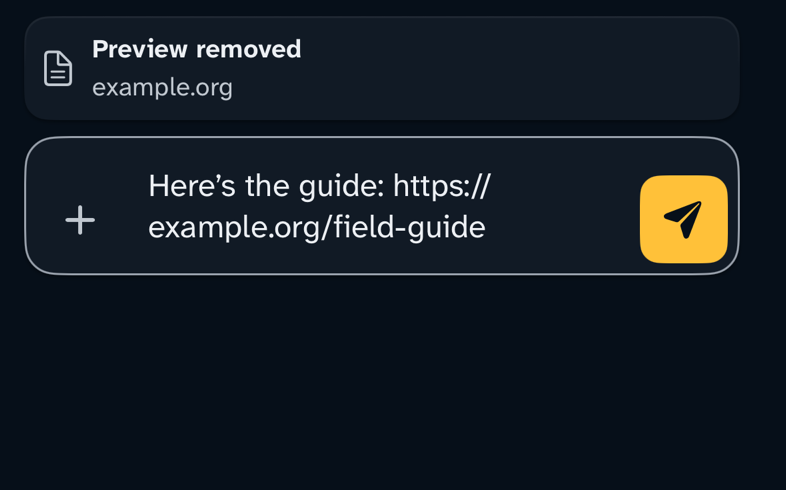 Preview removed
example.org
Here’s the guide: https://
example.org/field-guide